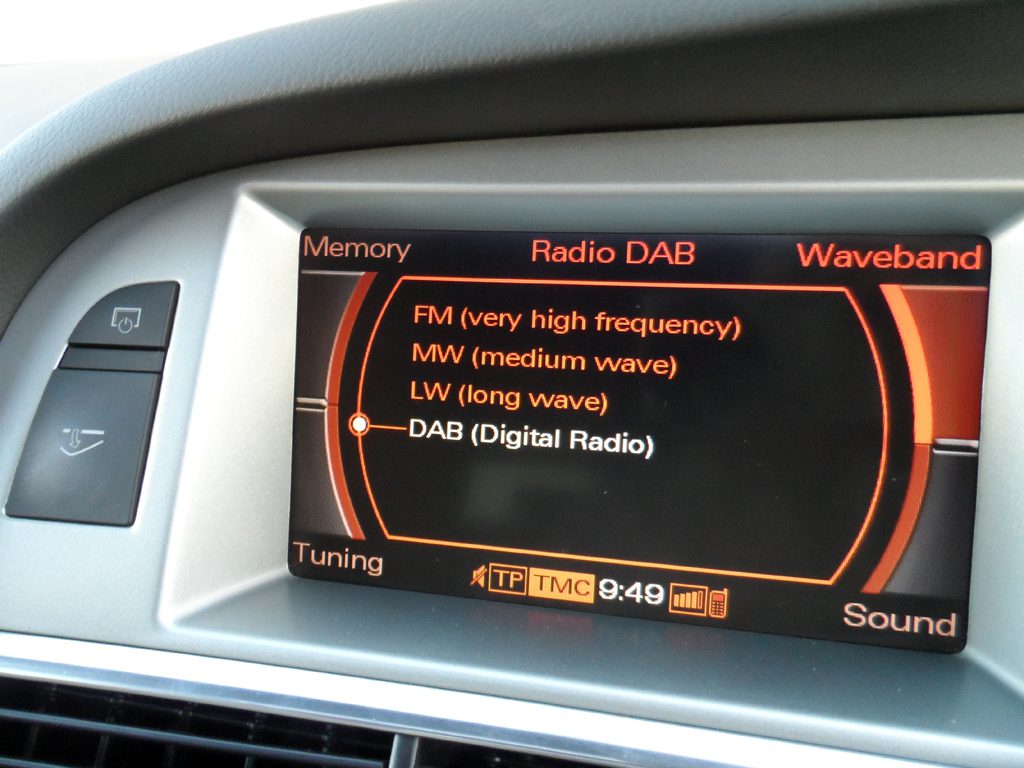 Memory
Radio DAB
Waveband
FM (very high frequency)
MW (medium wave)
LW (long wave)
DAB (Digital Radio)
Tuning
TP TMC 9:49
Sound